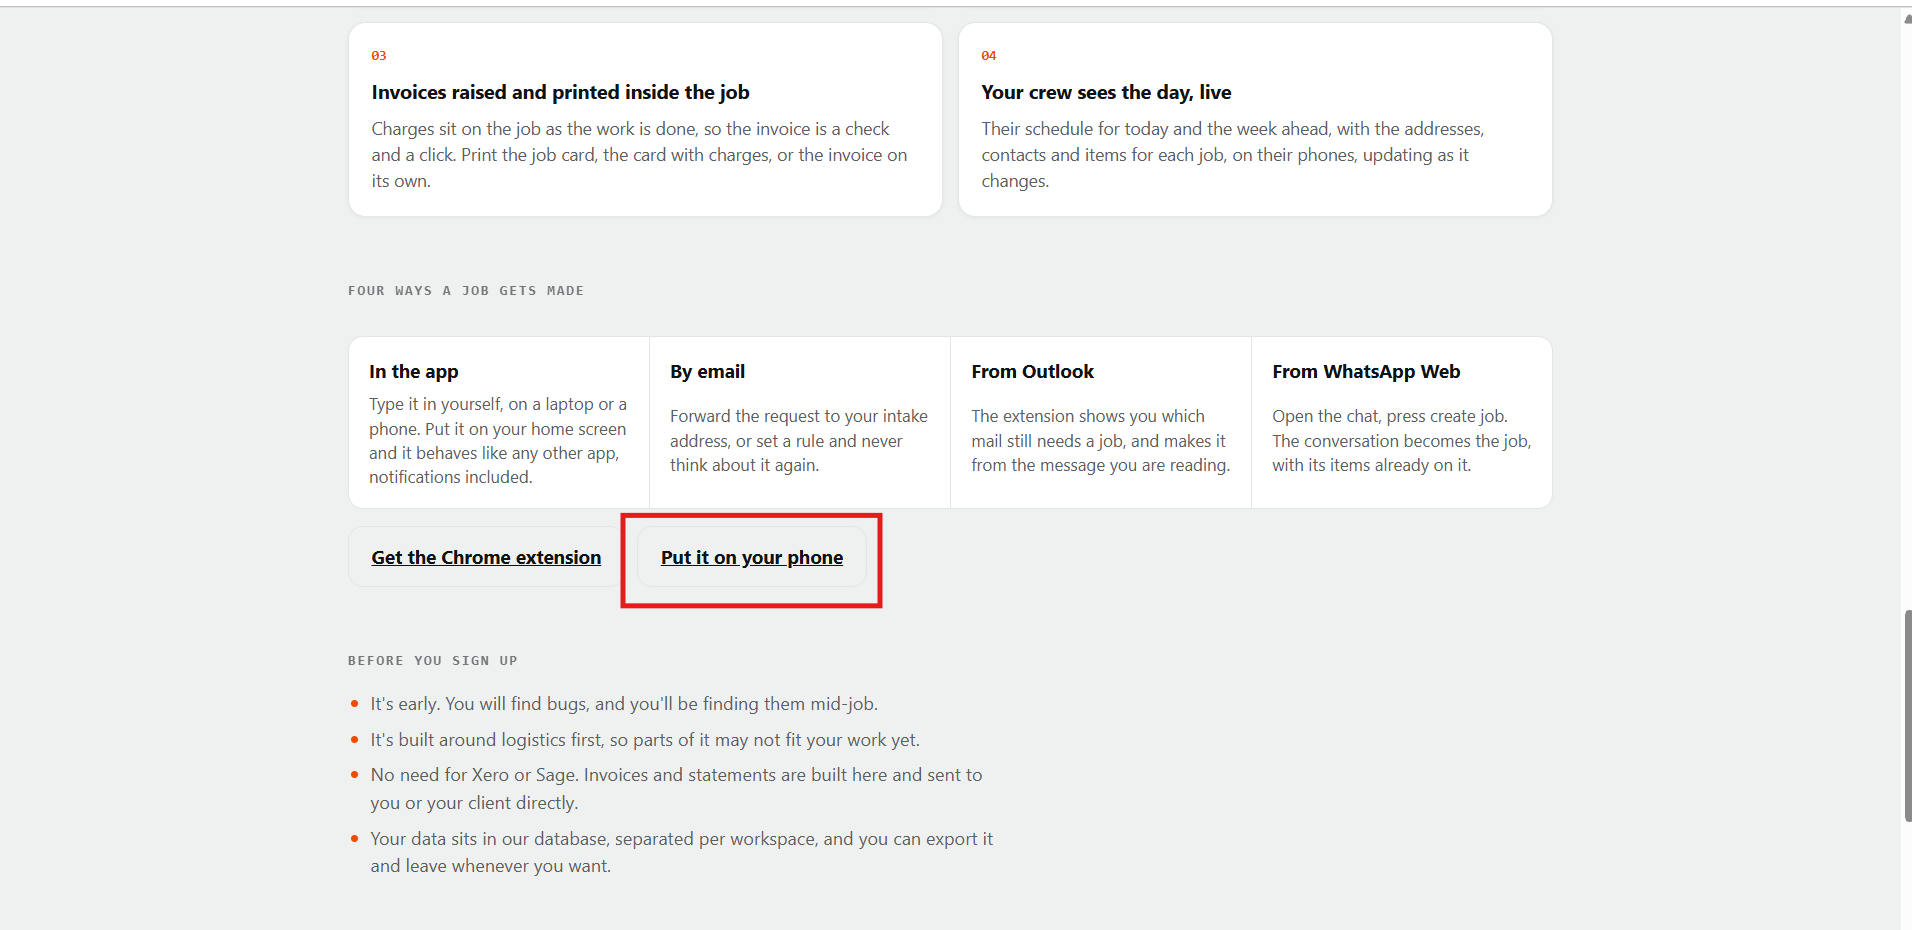 03
Invoices raised and printed inside the job
Charges sit on the job as the work is done, so the invoice is a check
and a click. Print the job card, the card with charges, or the invoice on
its own.
04
Your crew sees the day, live
Their schedule for today and the week ahead, with the addresses,
contacts and items for each job, on their phones, updating as it
changes.
FOUR WAYS A JOB GETS MADE
In the app
Type it in yourself, on a laptop or a
phone. Put it on your home screen
and it behaves like any other app,
notifications included.
By email
Forward the request to your intake
address, or set a rule and never
think about it again.
From Outlook
The extension shows you which
mail still needs a job, and makes it
from the message you are reading.
From WhatsApp Web
Open the chat, press create job.
The conversation becomes the job,
with its items already on it.
Get the Chrome extension
Put it on your phone
BEFORE YOU SIGN UP
It's early. You will find bugs, and you'll be finding them mid-job.
It's built around logistics first, so parts of it may not fit your work yet.
No need for Xero or Sage. Invoices and statements are built here and sent to
you or your client directly.
Your data sits in our database, separated per workspace, and you can export it
and leave whenever you want.